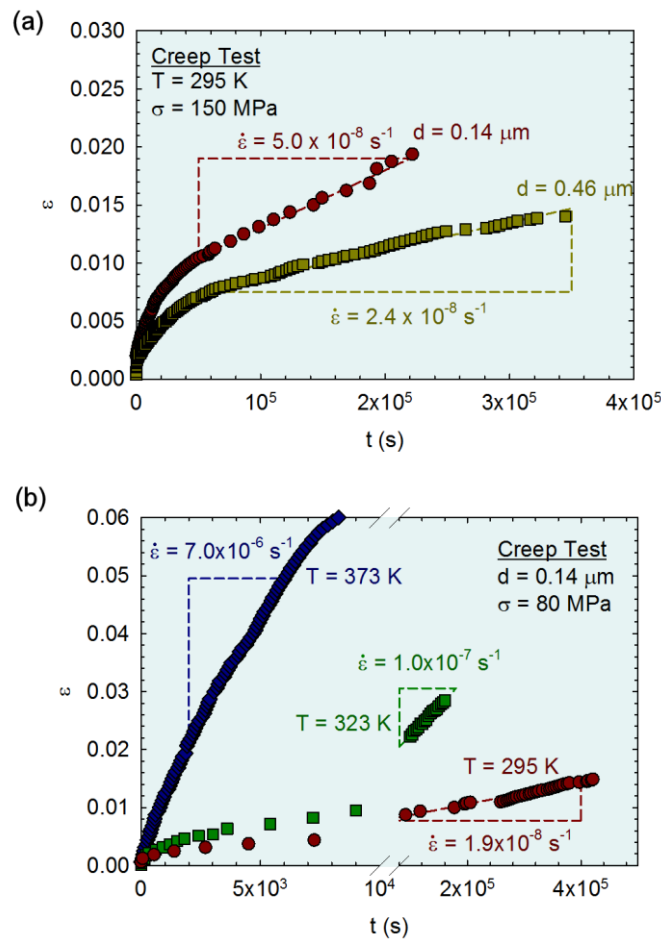 (a)
0.030
0.025
0.020
0.015
0.010
0.005
0.000
ε
Creep Test
T = 295 K
σ = 150 MPa
ε̇ = 5.0 x 10⁻⁸ s⁻¹
d = 0.14 μm
d = 0.46 μm
ε̇ = 2.4 x 10⁻⁸ s⁻¹
0 10⁵ 2x10⁵ 3x10⁵ 4x10⁵
t (s)
(b)
0.06
0.05
0.04
0.03
0.02
0.01
0.00
ε
ε̇ = 7.0x10⁻⁶ s⁻¹
T = 373 K
Creep Test
d = 0.14 μm
σ = 80 MPa
ε̇ = 1.0x10⁻⁷ s⁻¹
T = 323 K
T = 295 K
ε̇ = 1.9x10⁻⁸ s⁻¹
0 5x10³ 10⁴ 2x10⁵ 4x10⁵
t (s)